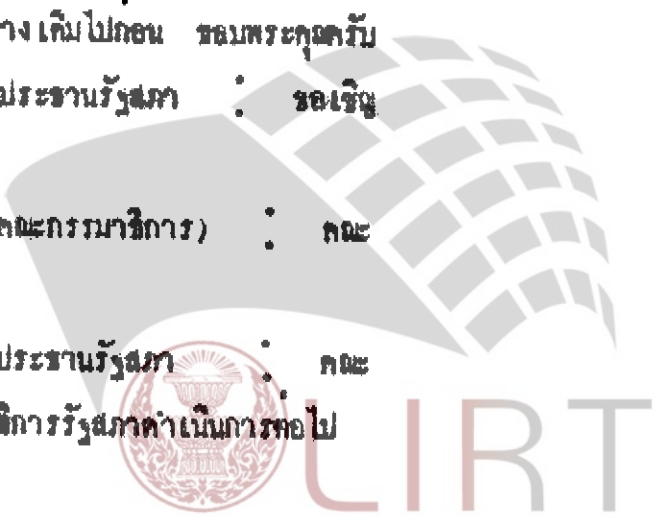 างเดิมไปก่อน ขอบพระคุณครับ
ประธานรัฐสภา : ขอเชิญ
คณะกรรมาธิการ) : คณะ
ประธานรัฐสภา : คณะ
ธิการรัฐสภาดำเนินการต่อไป
LIRT